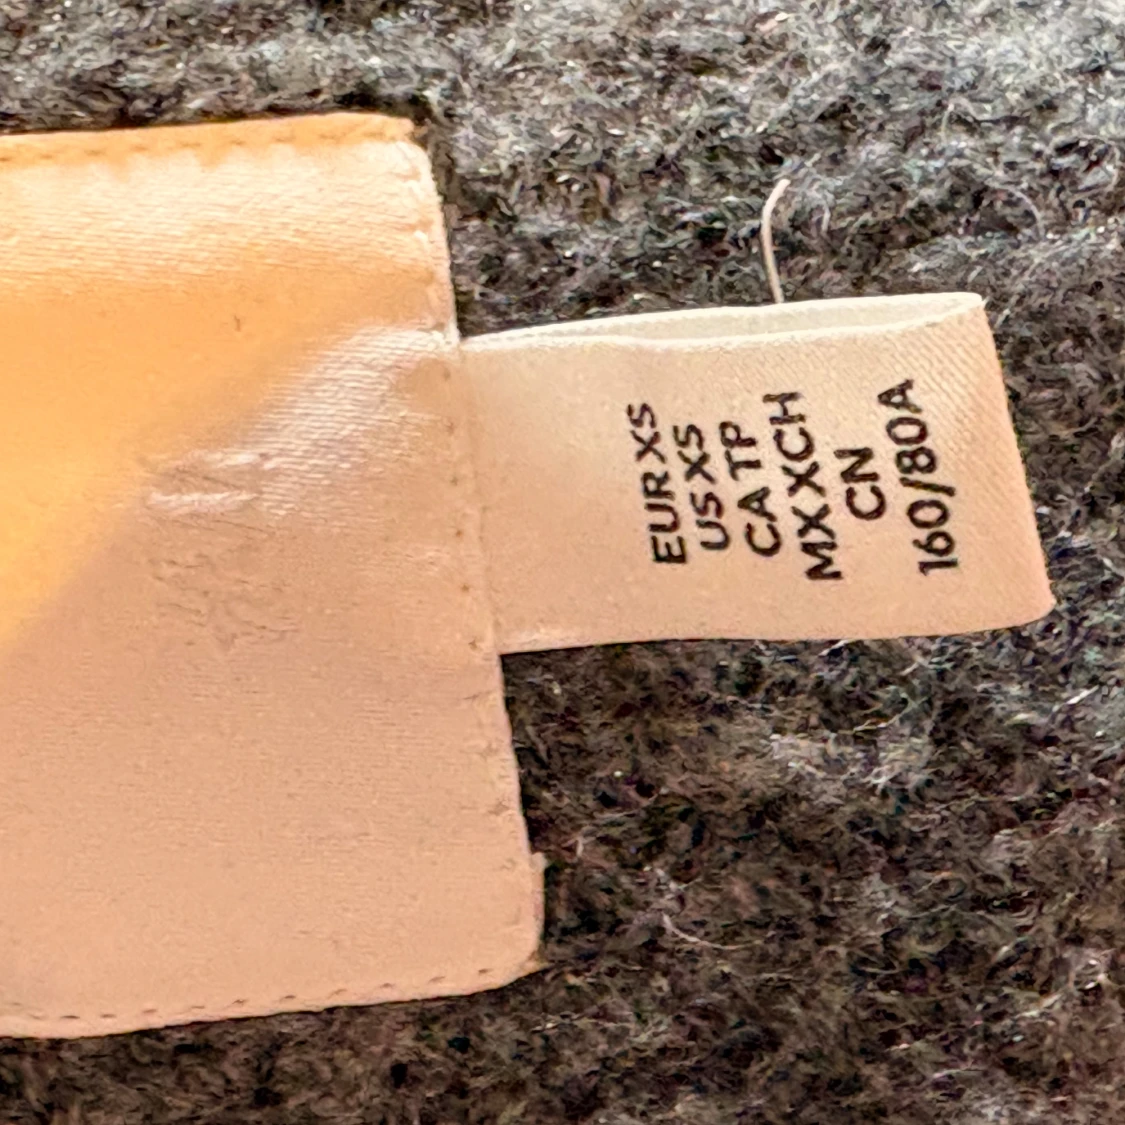 EUR XS
US XS
CA TP
MX XCH
CN
160/80A